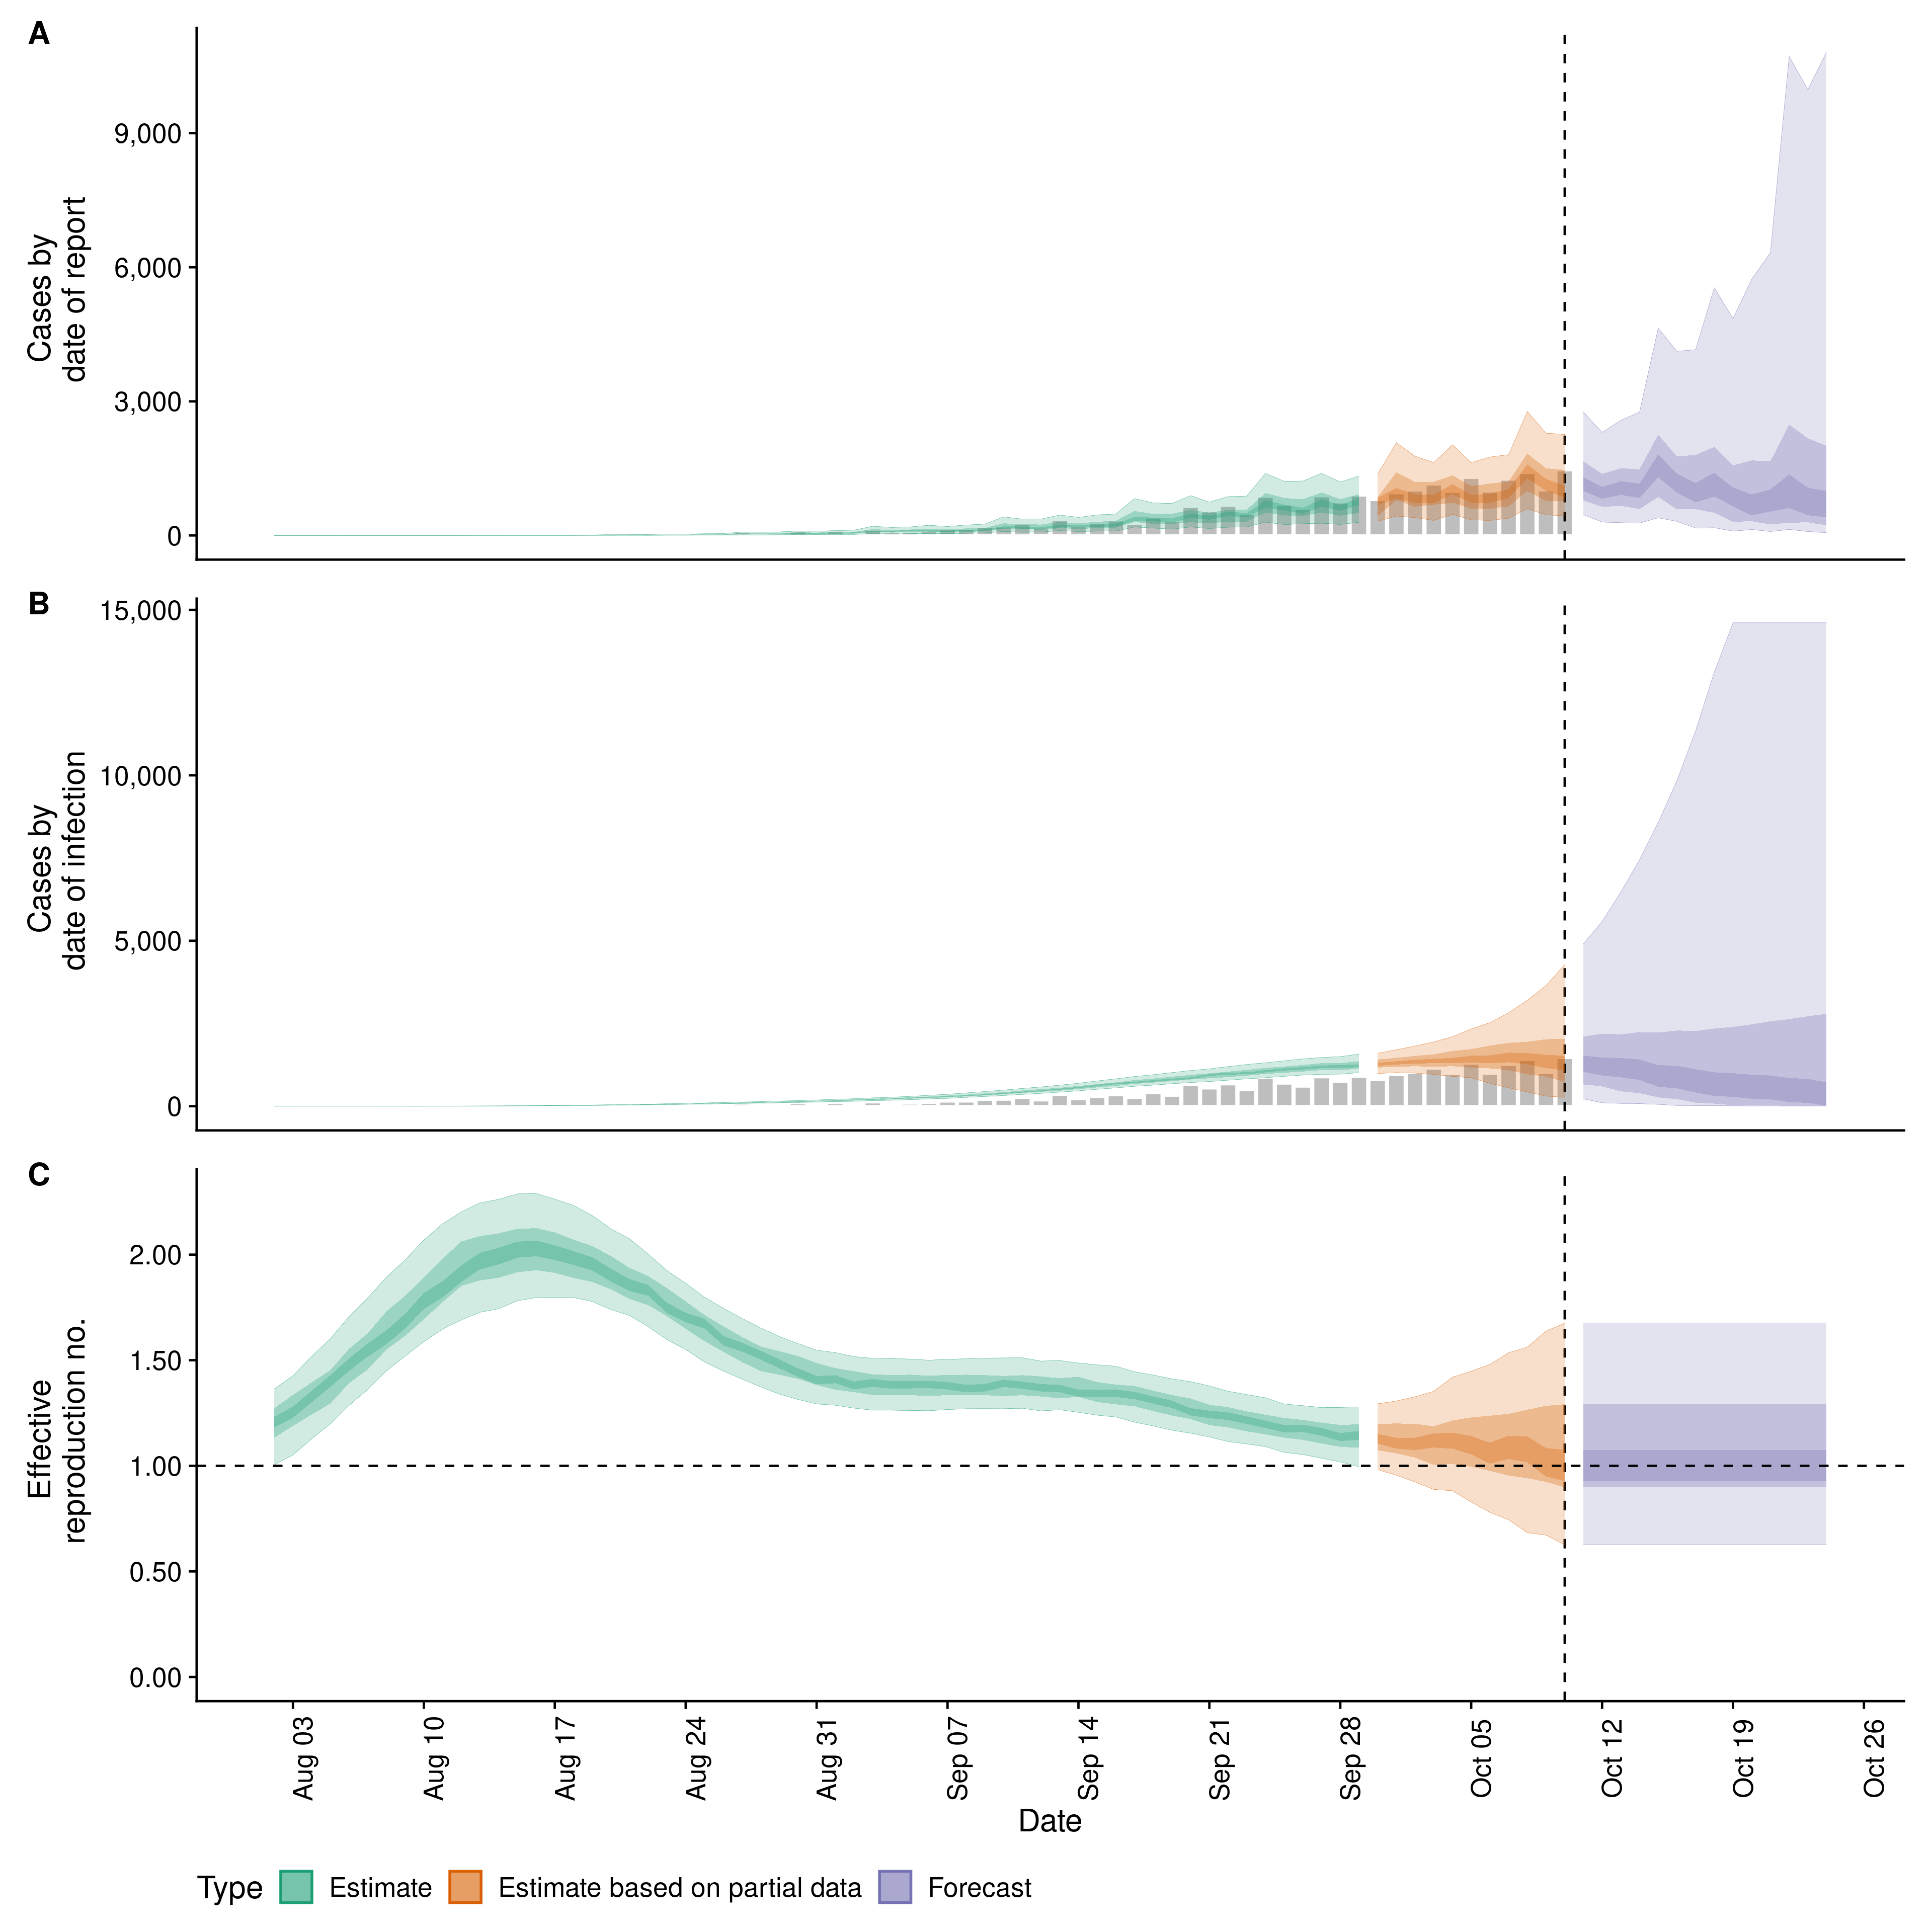 A
Cases by
date of report
9,000
6,000
3,000
0
B
Cases by
date of infection
15,000
10,000
5,000
0
C
Effective
reproduction no.
2.00
1.50
1.00
0.50
0.00
Aug 03
Aug 10
Aug 17
Aug 24
Aug 31
Sep 07
Sep 14
Sep 21
Sep 28
Oct 05
Oct 12
Oct 19
Oct 26
Date
Type Estimate Estimate based on partial data Forecast